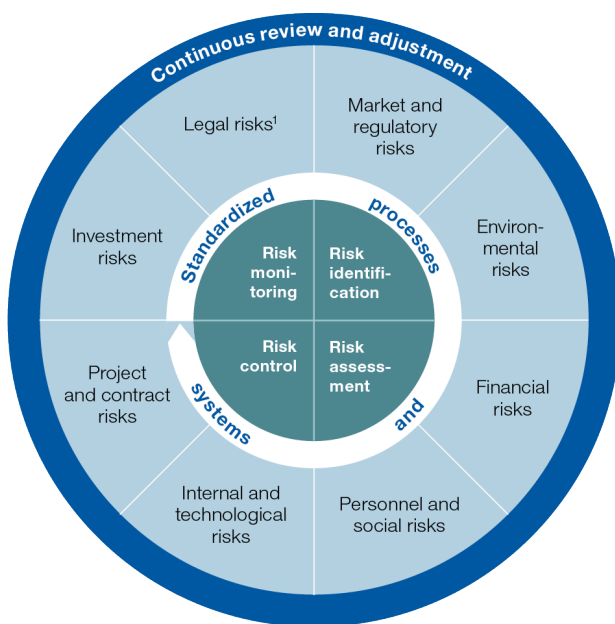 Continuous review and adjustment
Legal risks¹
Market and
regulatory
risks
Investment
risks
Environ-
mental
risks
Standardized
processes
and
systems
Risk
moni-
toring
Risk
identifi-
cation
Risk
control
Risk
assess-
ment
Project
and contract
risks
Financial
risks
Internal and
technological
risks
Personnel and
social risks